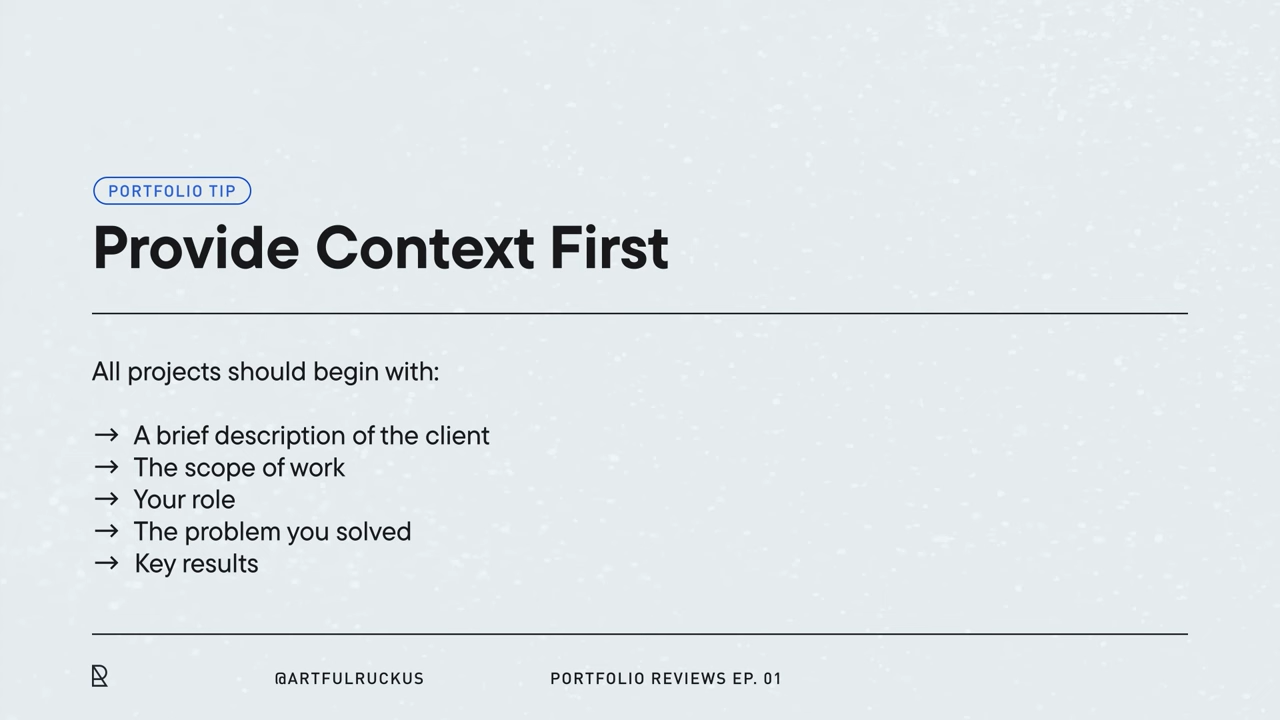 PORTFOLIO TIP
Provide Context First
All projects should begin with:
→ A brief description of the client
→ The scope of work
→ Your role
→ The problem you solved
→ Key results
@ARTFULRUCKUS
PORTFOLIO REVIEWS EP. 01